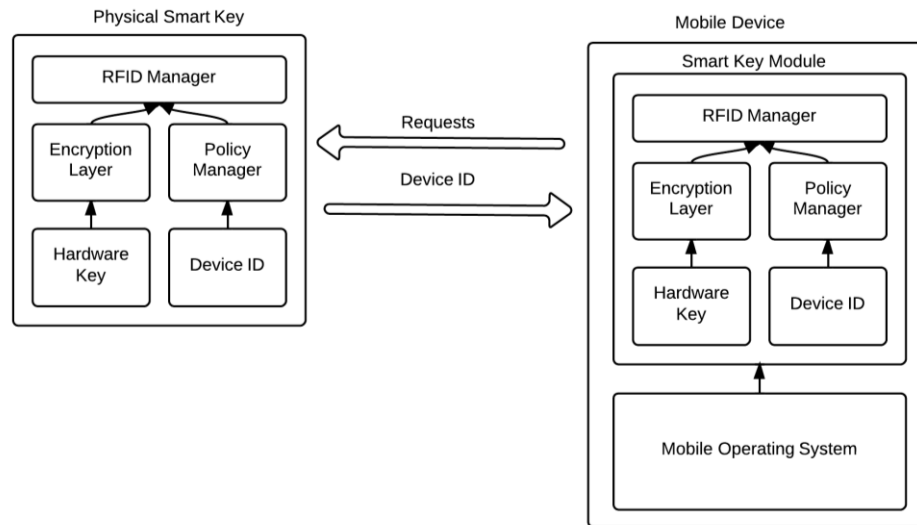 Physical Smart Key
RFID Manager
Encryption
Layer
Policy
Manager
Hardware
Key
Device ID
Requests
Device ID
Mobile Device
Smart Key Module
RFID Manager
Encryption
Layer
Policy
Manager
Hardware
Key
Device ID
Mobile Operating System